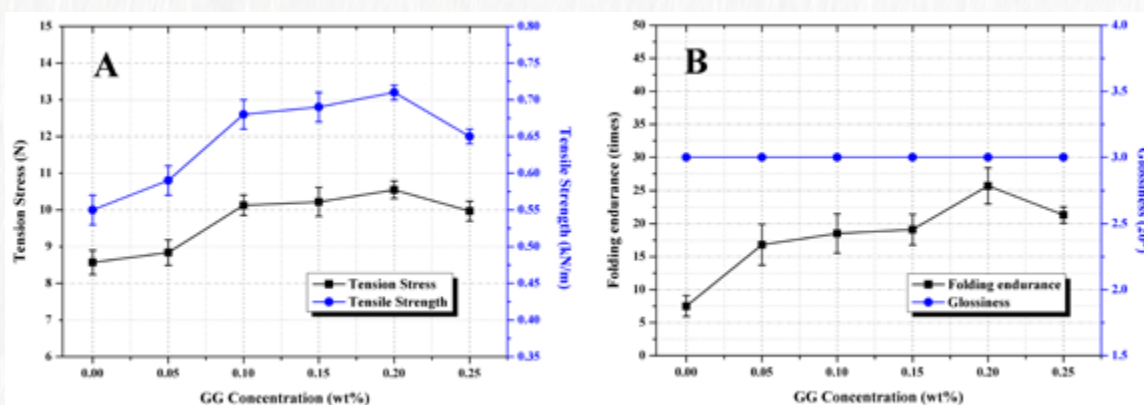 A
Tension Stress (N)
15
14
13
12
11
10
9
8
7
6
0.80
0.75
0.70
0.65
0.60
0.55
0.50
0.45
0.40
0.35
Tensile Strength (kN/m)
Tension Stress
Tensile Strength
0.00 0.05 0.10 0.15 0.20 0.25
GG Concentration (wt%)
B
Folding endurance (times)
50
45
40
35
30
25
20
15
10
5
0
4.0
3.5
3.0
2.5
2.0
1.5
Glossiness
Folding endurance
Glossiness
0.00 0.05 0.10 0.15 0.20 0.25
GG Concentration (wt%)